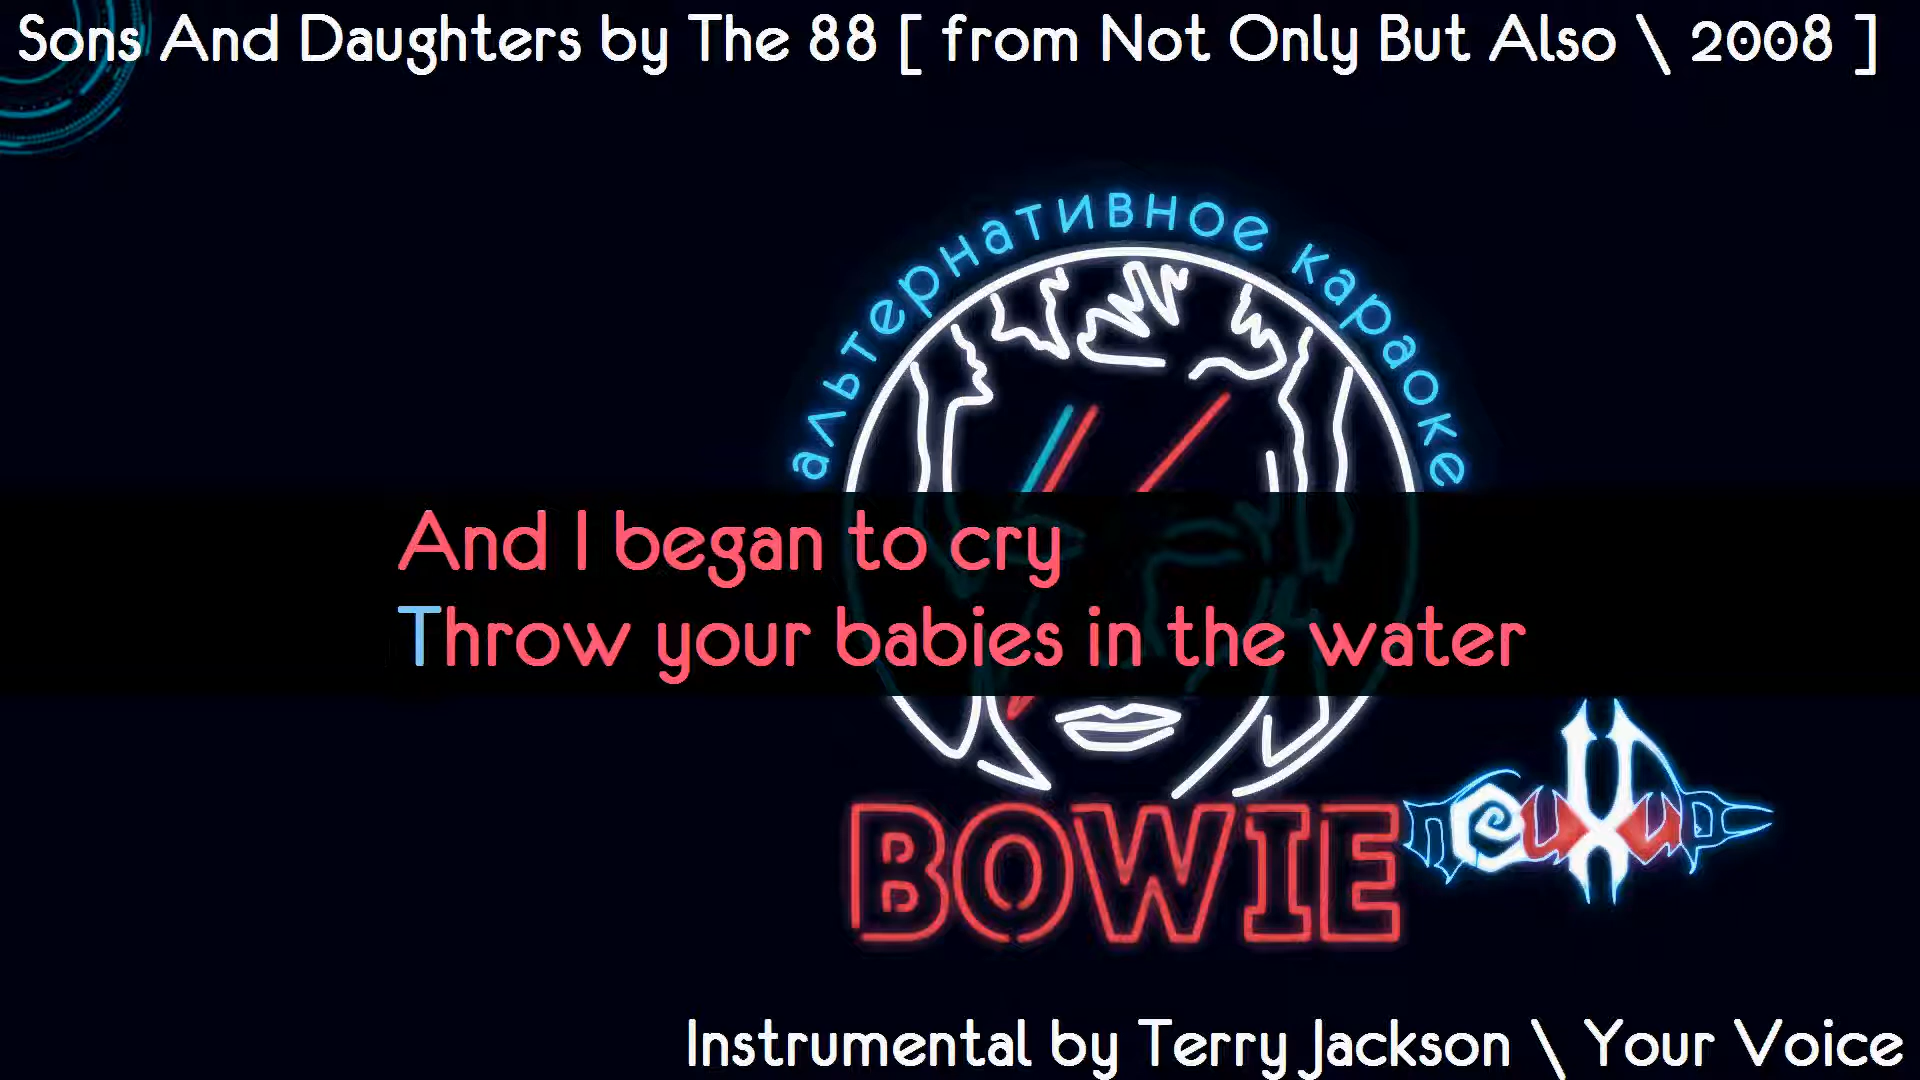 Sons And Daughters by The 88 [ from Not Only But Also \ 2008 ]
альтернативное караоке
And I began to cry
Throw your babies in the water
BOWIE
Instrumental by Terry Jackson \ Your Voice